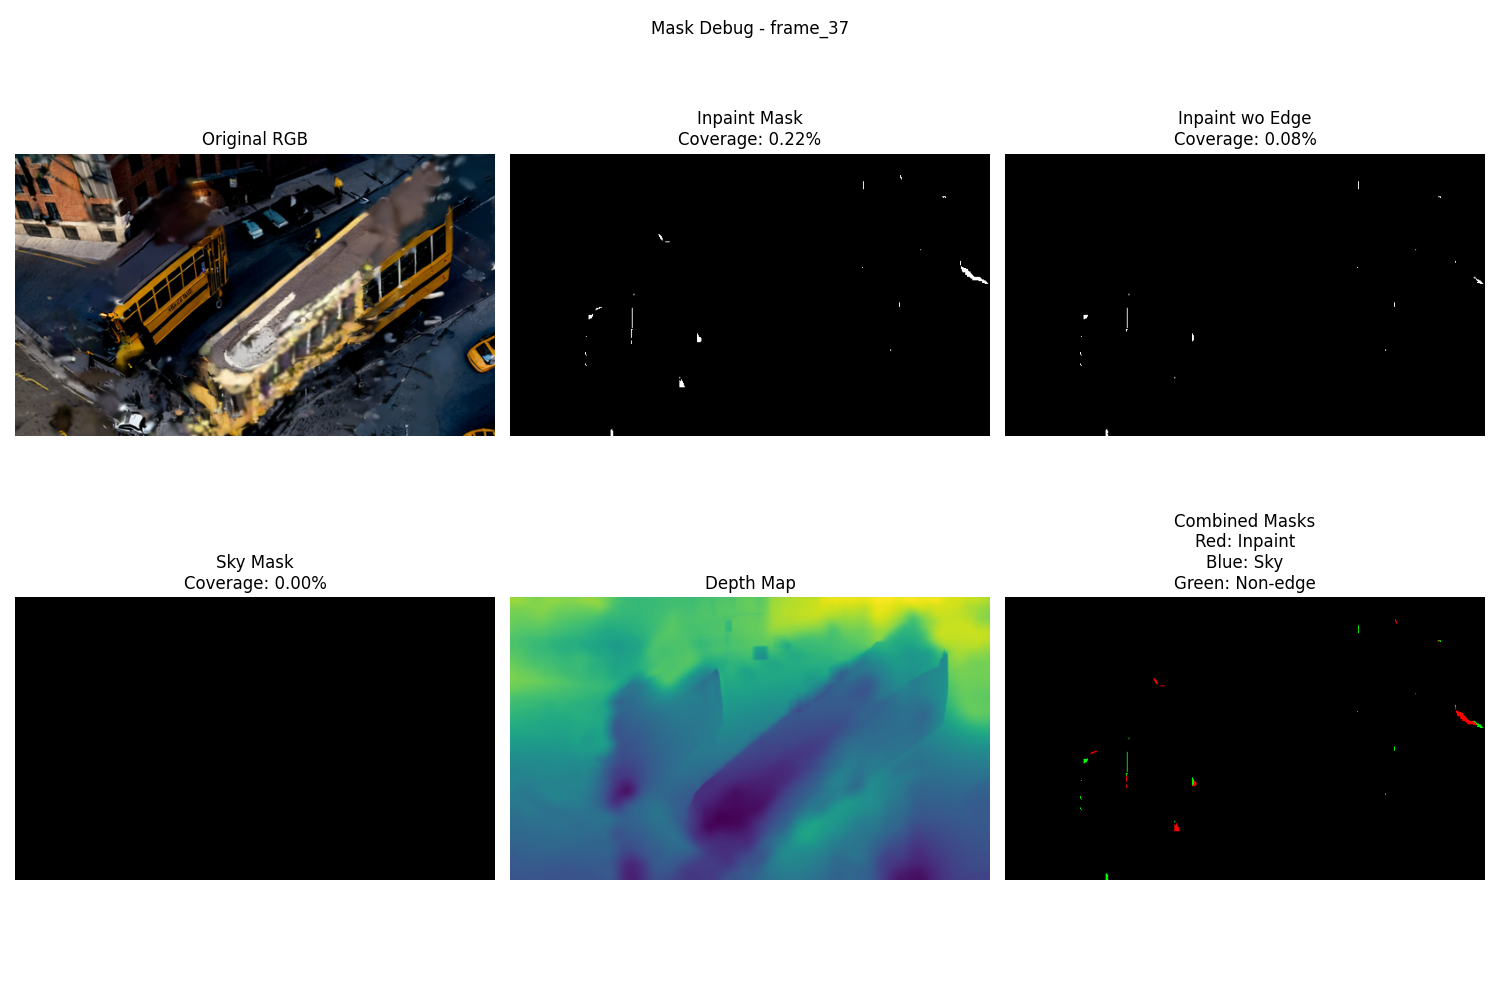 Mask Debug - frame_37
Original RGB
Inpaint Mask
Coverage: 0.22%
Inpaint wo Edge
Coverage: 0.08%
Sky Mask
Coverage: 0.00%
Depth Map
Combined Masks
Red: Inpaint
Blue: Sky
Green: Non-edge